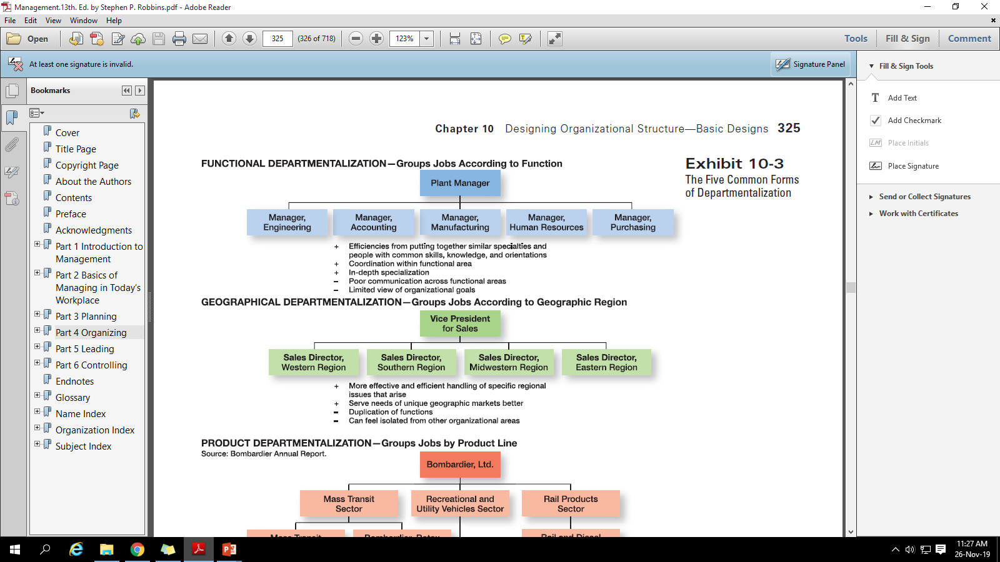 Management.13th. Ed. by Stephen P. Robbins.pdf - Adobe Reader
File Edit View Window Help
Open
325
(326 of 718)
123%
Tools
Fill & Sign
Comment
At least one signature is invalid.
Signature Panel
Bookmarks
Cover
Title Page
Copyright Page
About the Authors
Contents
Preface
Acknowledgments
Part 1 Introduction to
Management
Part 2 Basics of
Managing in Today's
Workplace
Part 3 Planning
Part 4 Organizing
Part 5 Leading
Part 6 Controlling
Endnotes
Glossary
Name Index
Organization Index
Subject Index
Chapter 10 Designing Organizational Structure—Basic Designs 325
Exhibit 10-3
The Five Common Forms
of Departmentalization
FUNCTIONAL DEPARTMENTALIZATION—Groups Jobs According to Function
Plant Manager
Manager,
Engineering
Manager,
Accounting
Manager,
Manufacturing
Manager,
Human Resources
Manager,
Purchasing
+ Efficiencies from putting together similar specialties and
people with common skills, knowledge, and orientations
+ Coordination within functional area
+ In-depth specialization
– Poor communication across functional areas
– Limited view of organizational goals
GEOGRAPHICAL DEPARTMENTALIZATION—Groups Jobs According to Geographic Region
Vice President
for Sales
Sales Director,
Western Region
Sales Director,
Southern Region
Sales Director,
Midwestern Region
Sales Director,
Eastern Region
+ More effective and efficient handling of specific regional
issues that arise
+ Serve needs of unique geographic markets better
– Duplication of functions
– Can feel isolated from other organizational areas
PRODUCT DEPARTMENTALIZATION—Groups Jobs by Product Line
Source: Bombardier Annual Report.
Bombardier, Ltd.
Mass Transit
Sector
Recreational and
Utility Vehicles Sector
Rail Products
Sector
Mass Transit
Bombardier-Rotax
Rail and Diesel
Fill & Sign Tools
T Add Text
Add Checkmark
LM Place Initials
Place Signature
Send or Collect Signatures
Work with Certificates
11:27 AM
26-Nov-19